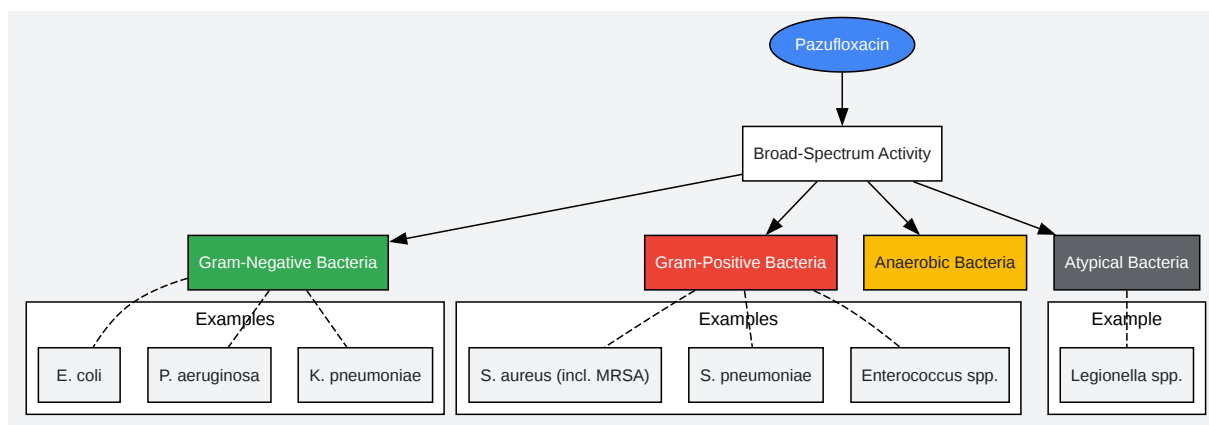 Pazufloxacin
Broad-Spectrum Activity
Gram-Negative Bacteria
Gram-Positive Bacteria
Anaerobic Bacteria
Atypical Bacteria
Examples
Examples
Example
E. coli
P. aeruginosa
K. pneumoniae
S. aureus (incl. MRSA)
S. pneumoniae
Enterococcus spp.
Legionella spp.